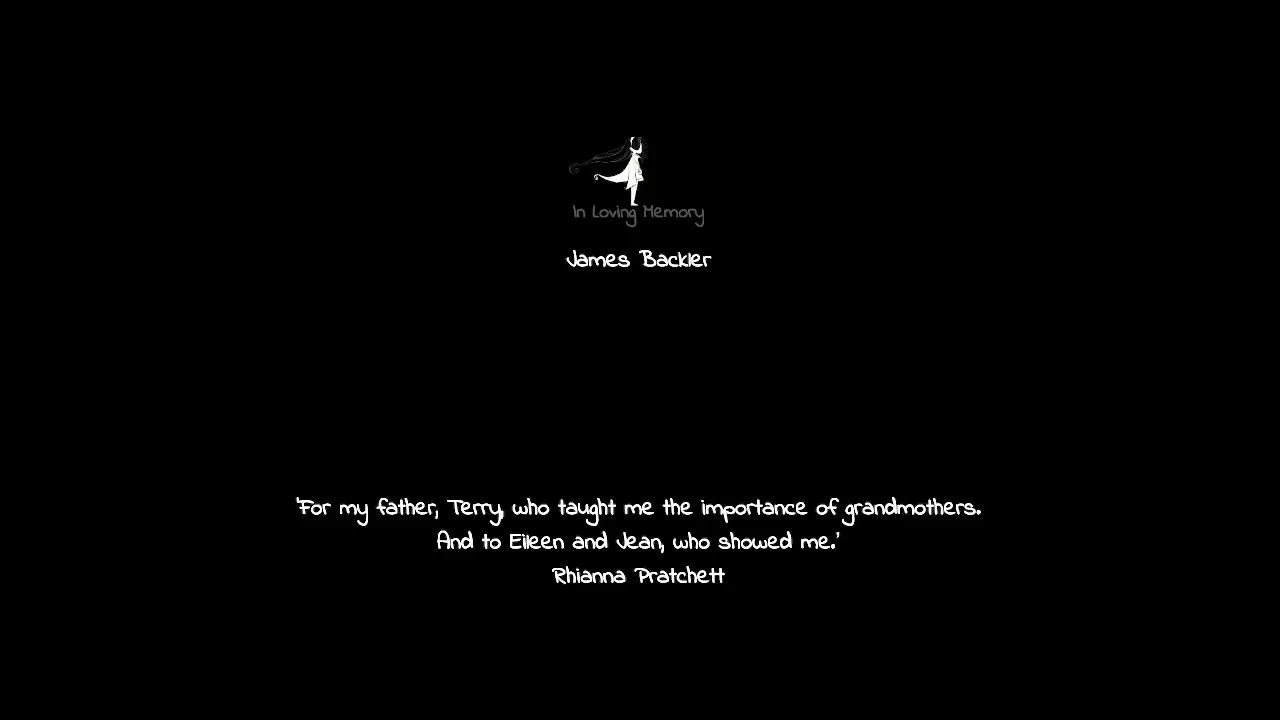 In Loving Memory
James Backler
'For my father, Terry, who taught me the importance of grandmothers.
And to Eileen and Jean, who showed me.'
Rhianna Pratchett